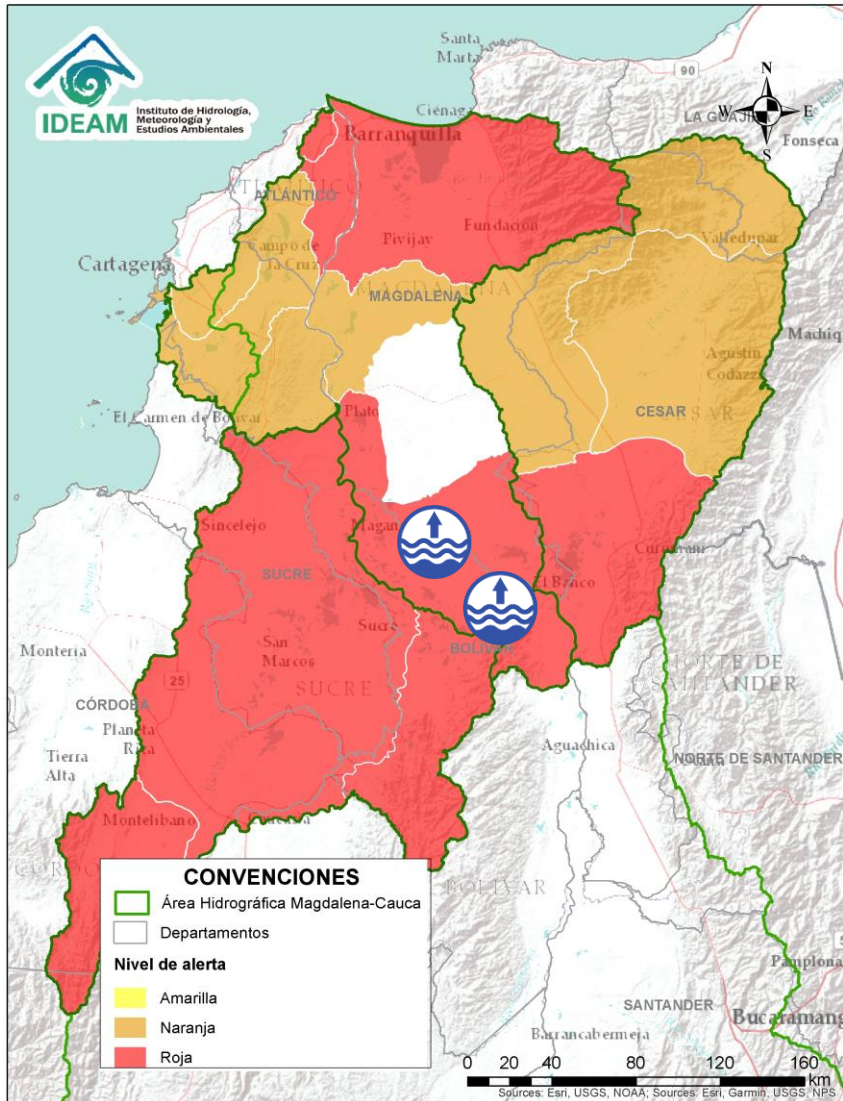 IDEAM
Instituto de Hidrología,
Meteorología y
Estudios Ambientales
Santa
Marta
90
N
W E
S
Ciénaga
LA GUAJI
Fonseca
Barranquilla
ATLÁNTICO
Pivijay
Fundación
Valledupar
Campo de
la Cruz
Cartagena
MAGDALENA
Machiq
Agustín
Codazzi
CESAR
CESAR
El Carmen de Bolívar
Plato
Sincelejo
Magan
Curumaní
SUCRE
El Banco
Sucre
Montería
San
Marcos
BOLÍVAR
25
SUCRE
NORTE DE
SANTANDER
CÓRDOBA
Planeta
Rica
Aguachica
NORTE DE SANTANDER
Tierra
Alta
Montelíbano
Caucasia
BOLÍVAR
CONVENCIONES
Área Hidrográfica Magdalena-Cauca
Departamentos
Nivel de alerta
Amarilla
Naranja
Roja
Pamplona
SANTANDER
Bucaramang
Barrancabermeja
0 20 40 80 120 160
km
Sources: Esri, USGS, NOAA; Sources: Esri, Garmin, USGS, NPS